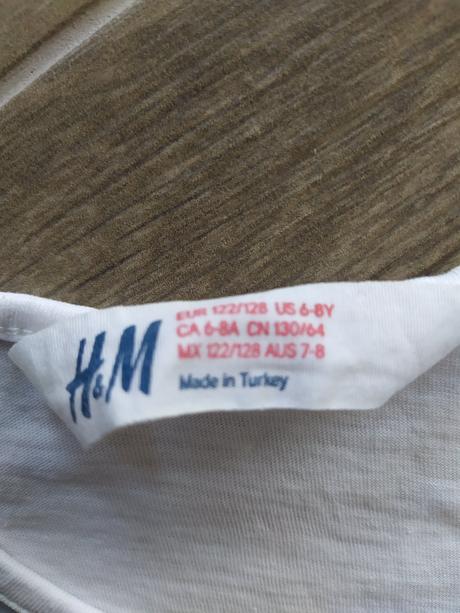 H&M
EUR 122/128 US 6-8Y
CA 6-8A CN 130/64
MX 122/128 AUS 7-8
Made in Turkey